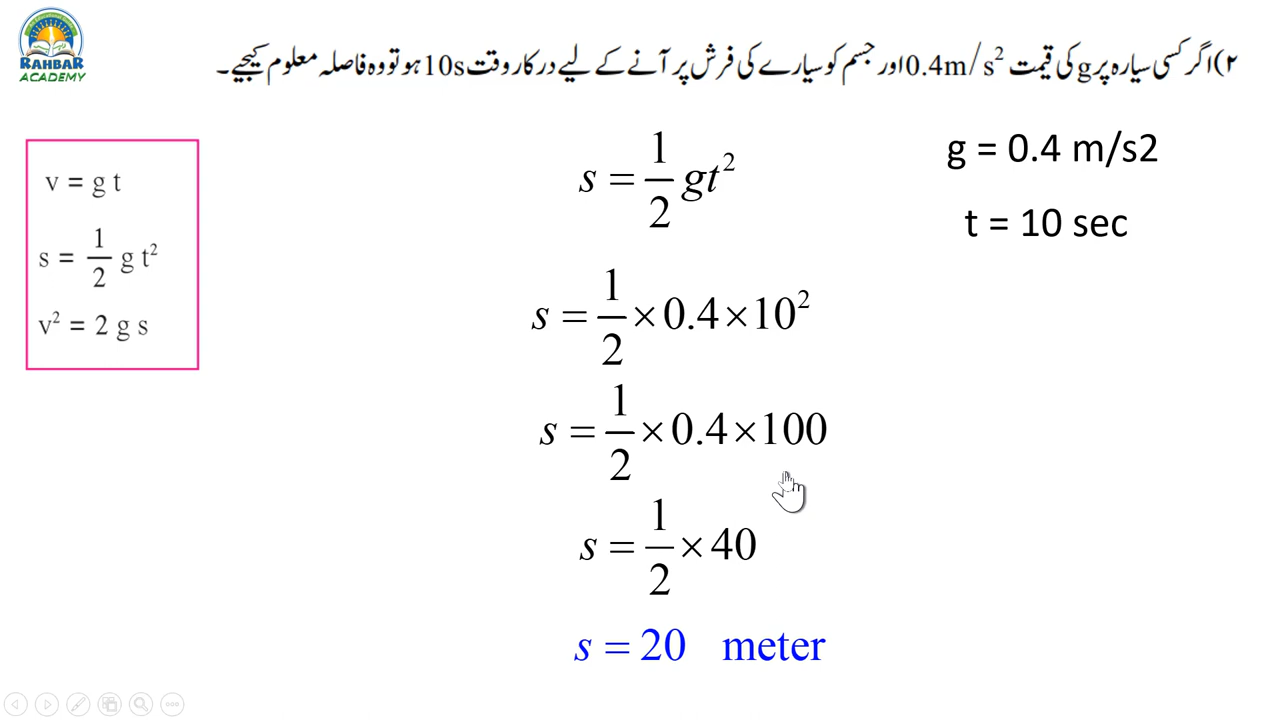 RAHBAR
ACADEMY
۲) اگر کسی سیارہ پر g کی قیمت 0.4m/s² اور جسم کو سیارے کی فرش پر آنے کے لیے درکار وقت 10s ہو تو وہ فاصلہ معلوم کیجیے۔
v = g t
s = 1/2 g t²
v² = 2 g s
s = 1/2 gt²
s = 1/2 × 0.4 × 10²
s = 1/2 × 0.4 × 100
s = 1/2 × 40
s = 20 meter
g = 0.4 m/s2
t = 10 sec